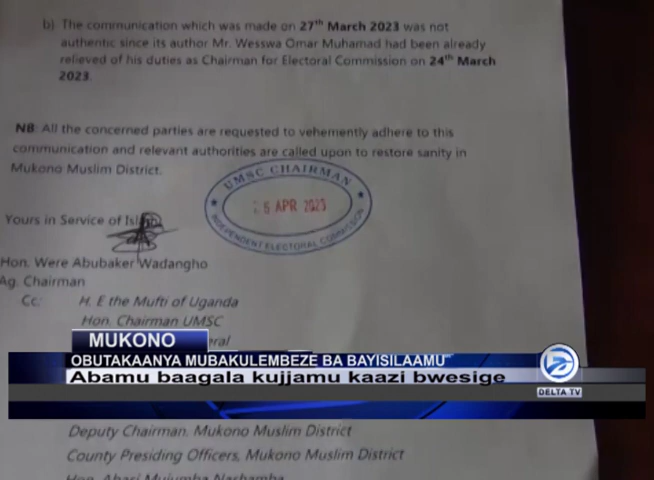 b) The communication which was made on 27th March 2023 was not
authentic since its author Mr. Wesswa Omar Muhamad had been already
relieved of his duties as Chairman for Electoral Commission on 24th March
2023.
NB: All the concerned parties are requested to vehemently adhere to this
communication and relevant authorities are called upon to restore sanity in
Mukono Muslim District.
UMSC CHAIRMAN
APR 2023
INDEPENDENT ELECTORAL COMMISSION
Yours in Service of Islam
Hon. Were Abubaker Wadangho
Ag. Chairman
Cc: H. E the Mufti of Uganda
Hon. Chairman UMSC
MUKONO
OBUTAKAANYA MUBAKULEMBEZE BA BAYISILAAMU
Abamu baagala kujjamu kaazi bwesige
DELTA TV
Deputy Chairman, Mukono Muslim District
County Presiding Officers, Mukono Muslim District